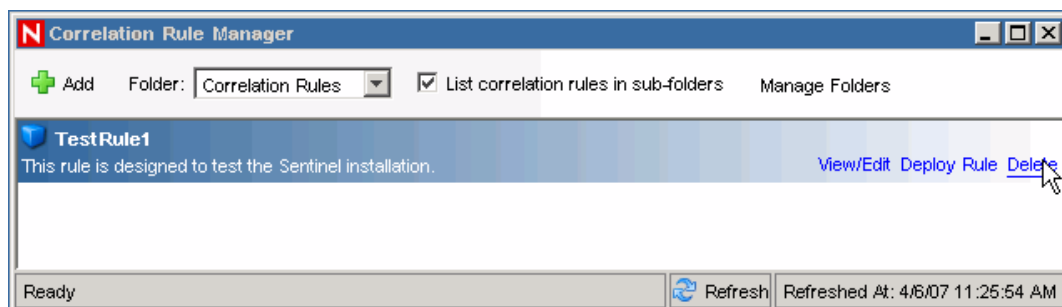 N Correlation Rule Manager
Add Folder: Correlation Rules List correlation rules in sub-folders Manage Folders
TestRule1
This rule is designed to test the Sentinel installation. View/Edit Deploy Rule Delete
Ready Refresh Refreshed At: 4/6/07 11:25:54 AM